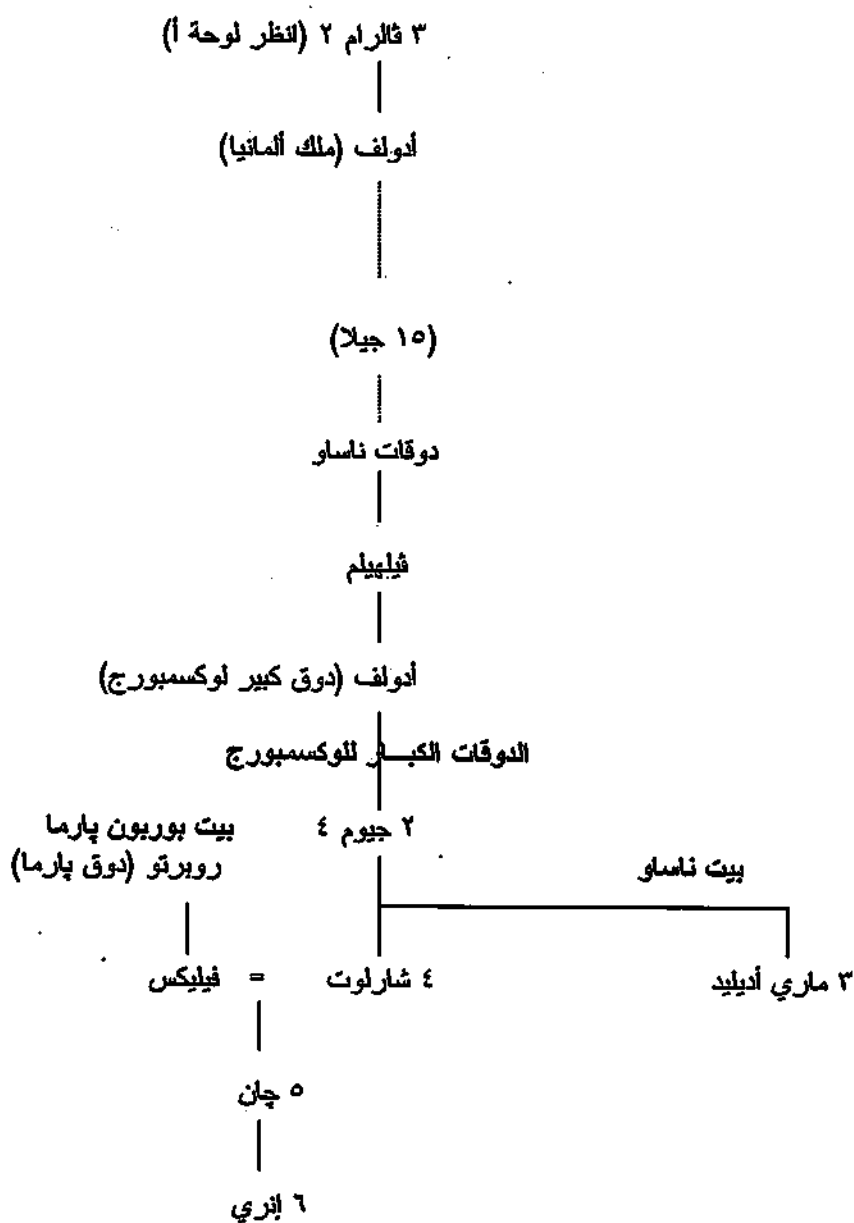 ٣ ڤالرام ٢ (انظر لوحة أ)
أدولف (ملك ألمانيا)
(١٥ جيلا)
دوقات ناساو
ڤيلهيلم
أدولف (دوق كبير لوكسمبورج)
الدوقات الكبـار للوكسمبورج
٢ جيوم ٤
بيت بوربون پارما
روبرتو (دوق پارما)
بيت ناساو
٣ ماري أديليد
٤ شارلوت = فيليكس
٥ چان
٦ إنري